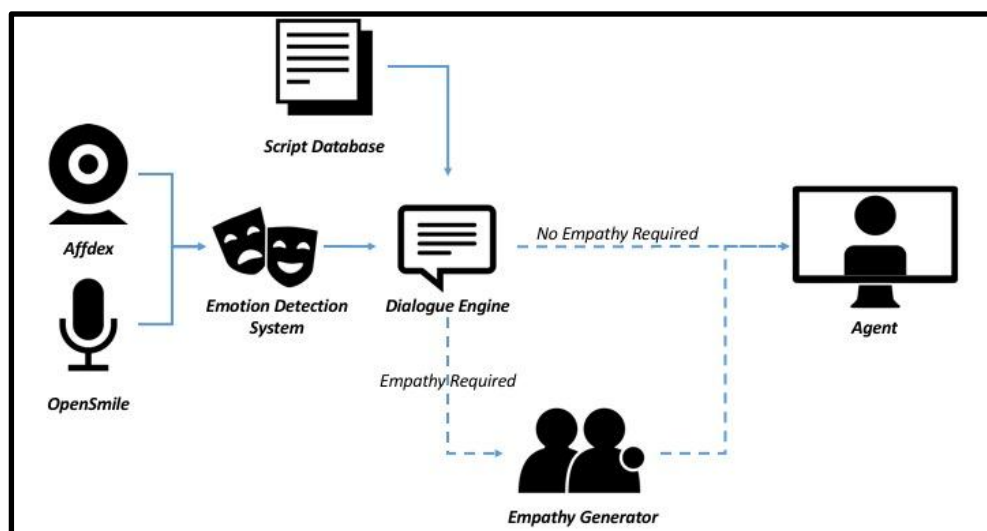 Script Database
Affdex
No Empathy Required
Emotion Detection
System
Dialogue Engine
Agent
Empathy Required
OpenSmile
Empathy Generator